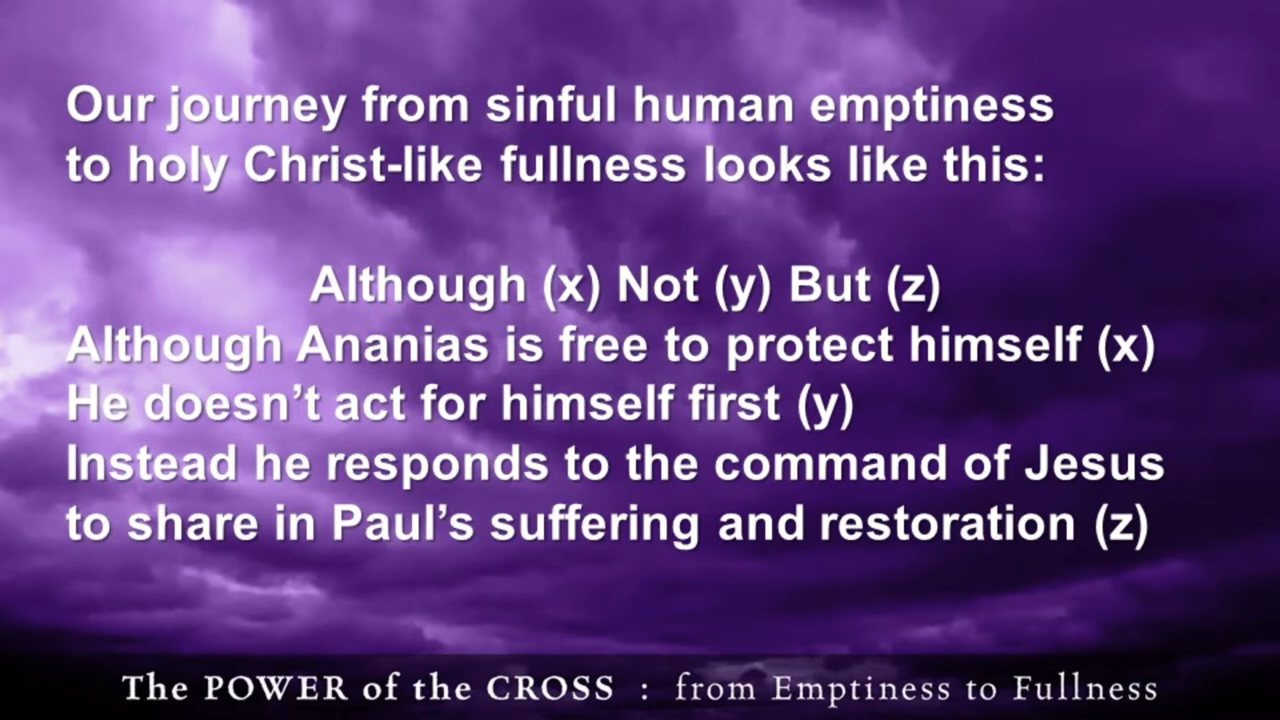 Our journey from sinful human emptiness
to holy Christ-like fullness looks like this:
Although (x) Not (y) But (z)
Although Ananias is free to protect himself (x)
He doesn’t act for himself first (y)
Instead he responds to the command of Jesus
to share in Paul’s suffering and restoration (z)
The POWER of the CROSS : from Emptiness to Fullness